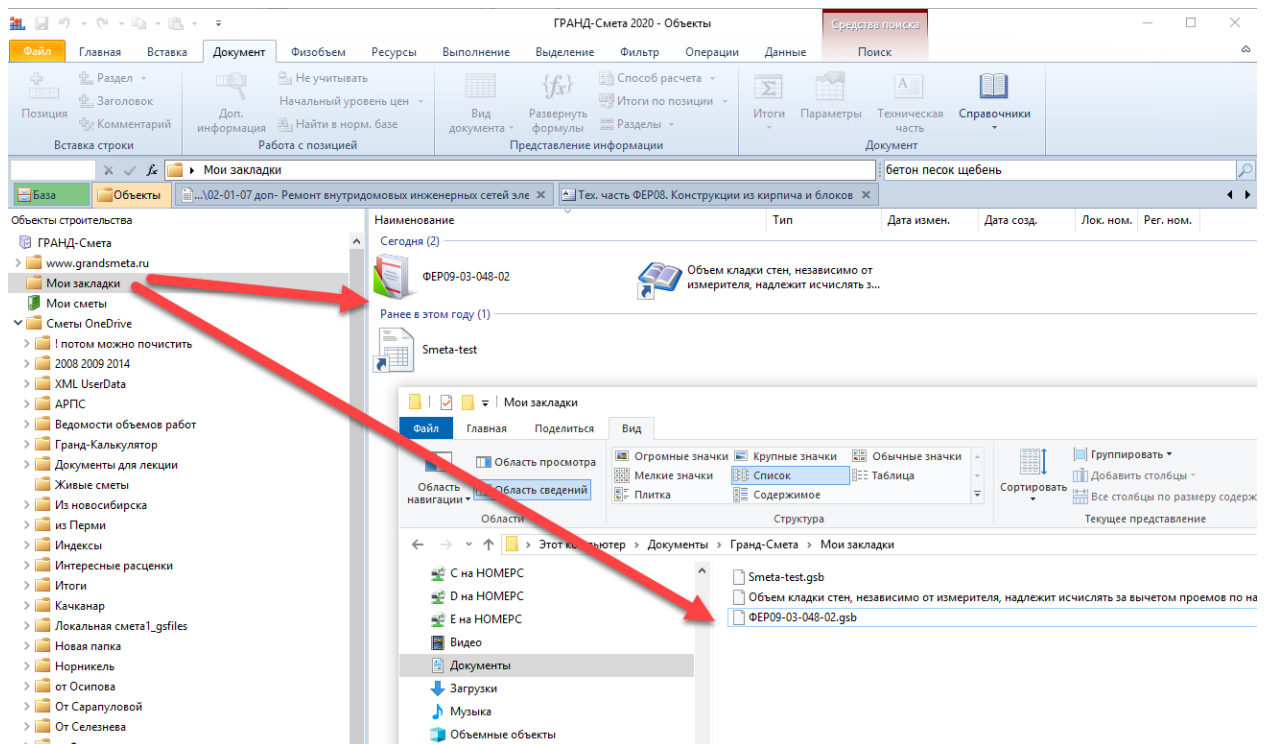 ГРАНД-Смета 2020 - Объекты
Средства поиска
Файл Главная Вставка Документ Физобъем Ресурсы Выполнение Выделение Фильтр Операции Данные Поиск
Позиция
Раздел
Заголовок
Комментарий
Вставка строки
Доп. информация
Не учитывать
Начальный уровень цен
Найти в норм. базе
Работа с позицией
Вид документа
Развернуть формулы
Способ расчета
Итоги по позиции
Разделы
Представление информации
Итоги
Параметры
Техническая часть
Справочники
Документ
fx
Мои закладки
бетон песок щебень
База
Объекты
...\02-01-07 доп- Ремонт внутридомовых инженерных сетей эле
Тех. часть ФЕР08. Конструкции из кирпича и блоков
Объекты строительства
ГРАНД-Смета
www.grandsmeta.ru
Мои закладки
Мои сметы
Сметы OneDrive
! потом можно почистить
2008 2009 2014
XML UserData
АРПС
Ведомости объемов работ
Гранд-Калькулятор
Документы для лекции
Живые сметы
Из новосибирска
из Перми
Индексы
Интересные расценки
Итоги
Качканар
Локальная смета1_gsfiles
Новая папка
Норникель
от Осипова
От Сарапуловой
От Селезнева
Наименование Тип Дата измен. Дата созд. Лок. ном. Рег. ном.
Сегодня (2)
ФЕР09-03-048-02
Объем кладки стен, независимо от
измерителя, надлежит исчислять з...
Ранее в этом году (1)
Smeta-test
Мои закладки
Файл Главная Поделиться Вид
Область навигации
Область просмотра
Область сведений
Области
Огромные значки Крупные значки Обычные значки
Мелкие значки Список Таблица
Плитка Содержимое
Структура
Сортировать
Группировать
Добавить столбцы
Все столбцы по размеру содерж
Текущее представление
Этот компьютер > Документы > Гранд-Смета > Мои закладки
C на HOMEPC
D на HOMEPC
E на HOMEPC
Видео
Документы
Загрузки
Музыка
Объемные объекты
Smeta-test.gsb
Объем кладки стен, независимо от измерителя, надлежит исчислять за вычетом проемов по на
ФЕР09-03-048-02.gsb